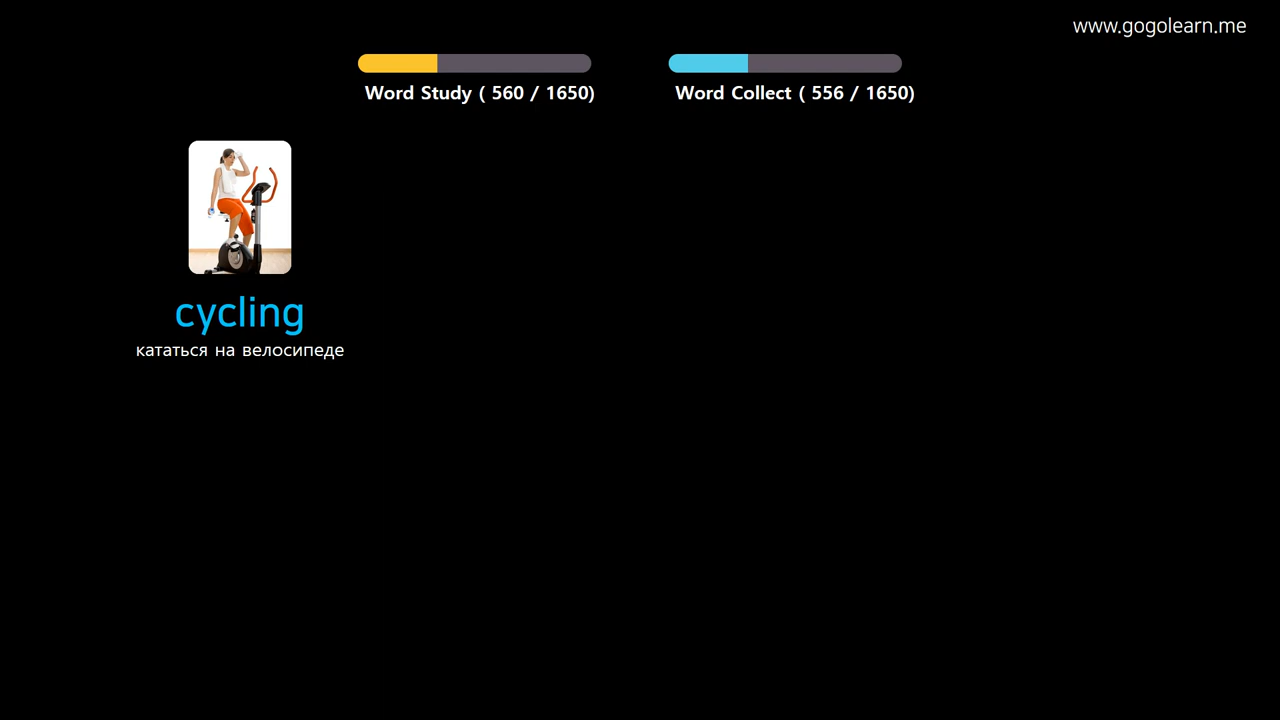 www.gogolearn.me
Word Study ( 560 / 1650)
Word Collect ( 556 / 1650)
cycling
кататься на велосипеде